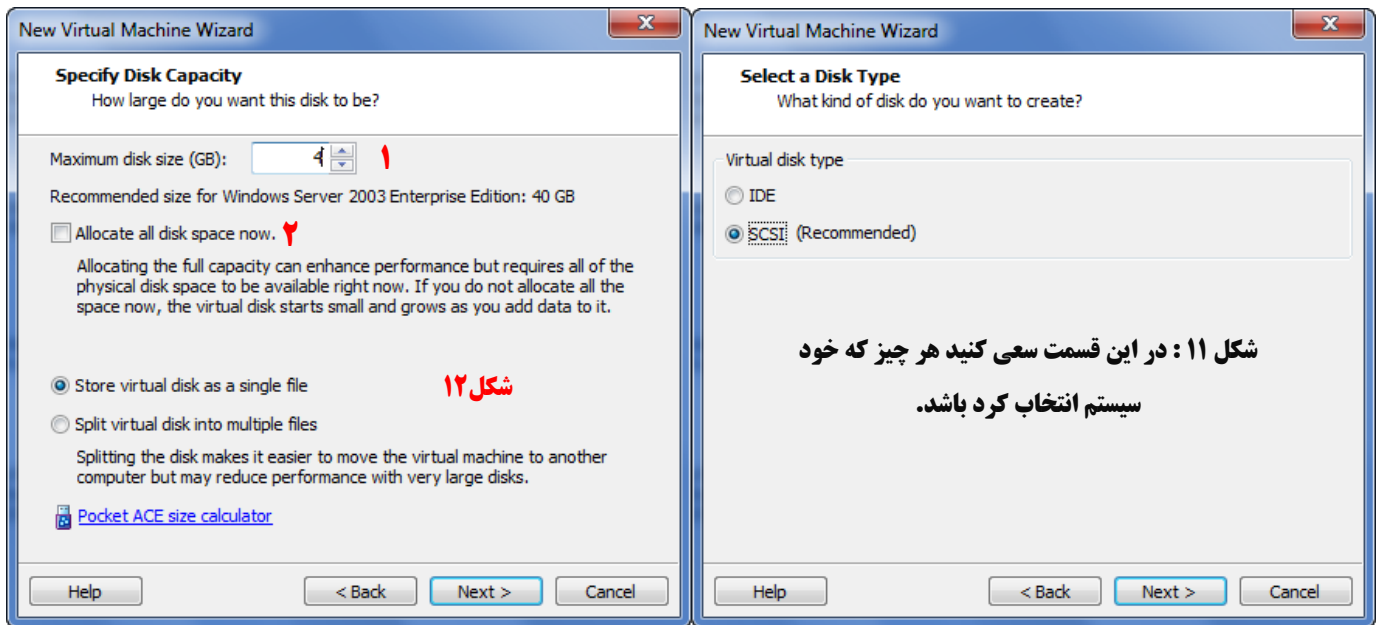 New Virtual Machine Wizard
Specify Disk Capacity
How large do you want this disk to be?
Maximum disk size (GB): 4 ۱
Recommended size for Windows Server 2003 Enterprise Edition: 40 GB
Allocate all disk space now. ۲
Allocating the full capacity can enhance performance but requires all of the
physical disk space to be available right now. If you do not allocate all the
space now, the virtual disk starts small and grows as you add data to it.
Store virtual disk as a single file شکل۱۲
Split virtual disk into multiple files
Splitting the disk makes it easier to move the virtual machine to another
computer but may reduce performance with very large disks.
Pocket ACE size calculator
Help < Back Next > Cancel
New Virtual Machine Wizard
Select a Disk Type
What kind of disk do you want to create?
Virtual disk type
IDE
SCSI (Recommended)
شکل ۱۱ : در این قسمت سعی کنید هر چیز که خود
سیستم انتخاب کرد باشد.
Help < Back Next > Cancel